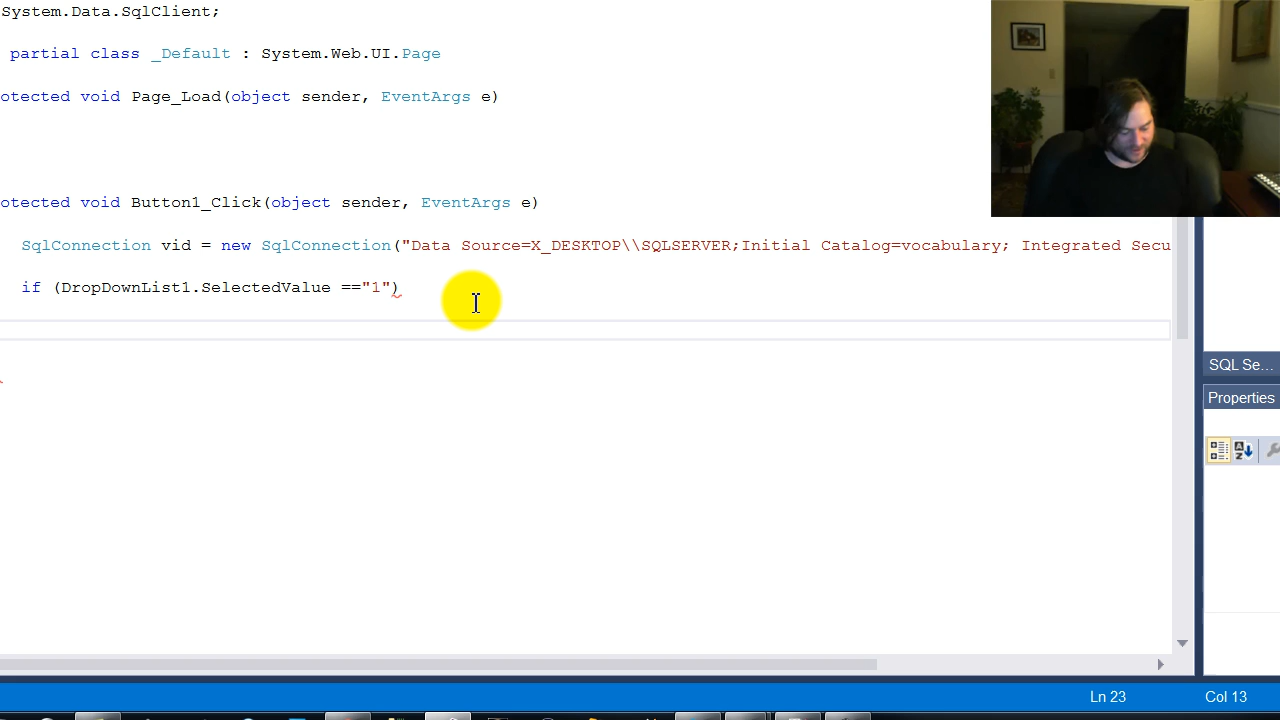 System.Data.SqlClient;
partial class _Default : System.Web.UI.Page
otected void Page_Load(object sender, EventArgs e)
otected void Button1_Click(object sender, EventArgs e)
SqlConnection vid = new SqlConnection("Data Source=X_DESKTOP\\SQLSERVER;Initial Catalog=vocabulary; Integrated Secu
if (DropDownList1.SelectedValue =="1")
SQL Se...
Properties
Ln 23
Col 13